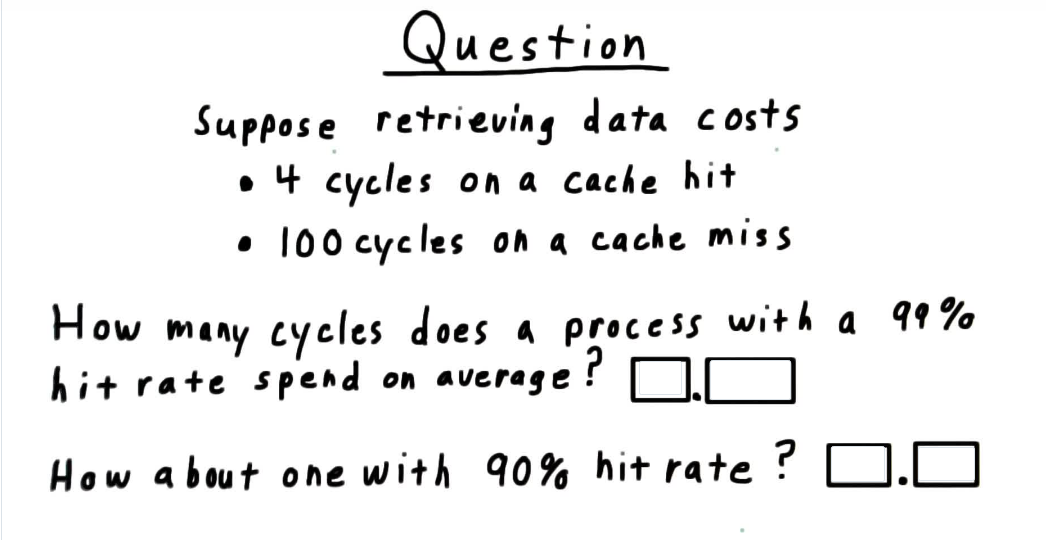 Question
Suppose retrieving data costs
• 4 cycles on a cache hit
• 100 cycles on a cache miss
How many cycles does a process with a 99%
hit rate spend on average? .
How about one with 90% hit rate? .